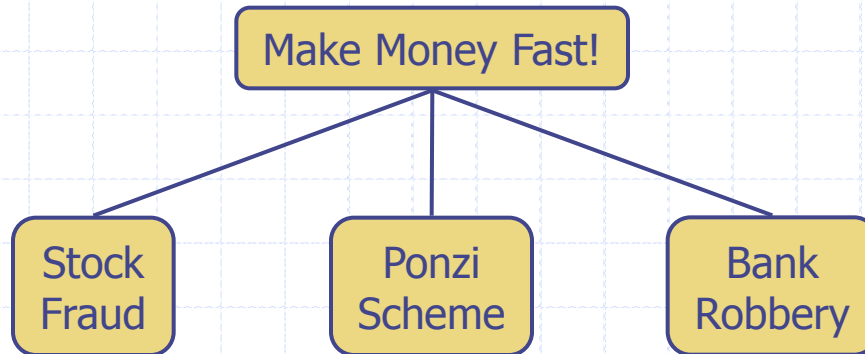 Make Money Fast!
Stock
Fraud
Ponzi
Scheme
Bank
Robbery